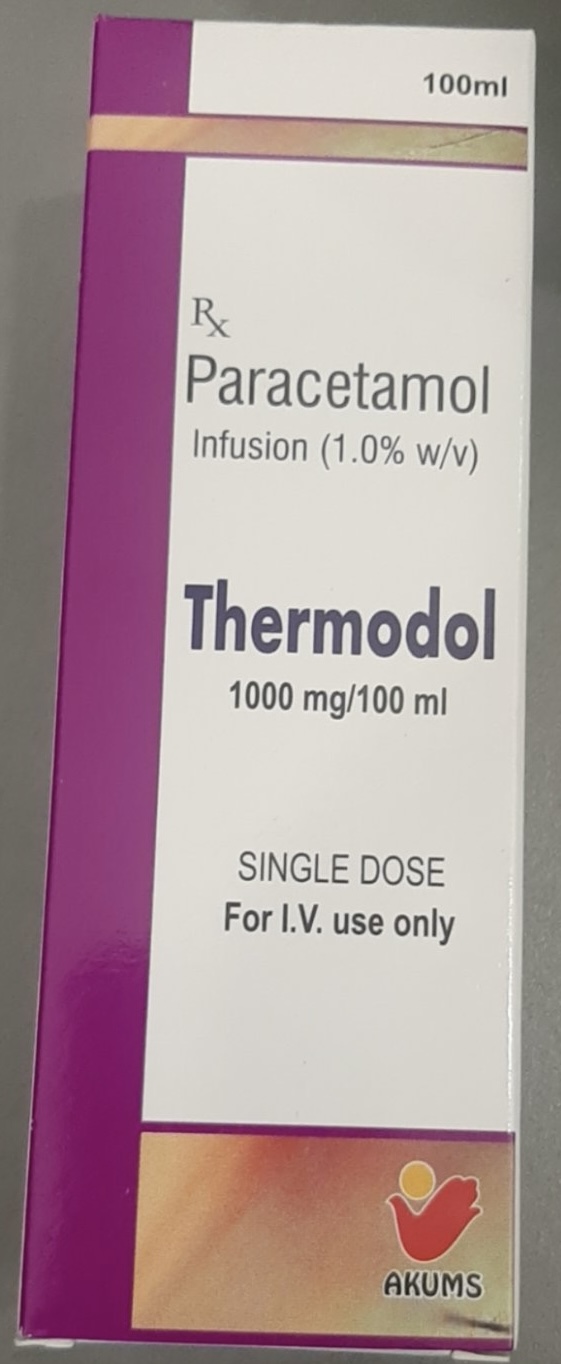 100ml
Rx
Paracetamol
Infusion (1.0% w/v)
Thermodol
1000 mg/100 ml
SINGLE DOSE
For I.V. use only
AKUMS